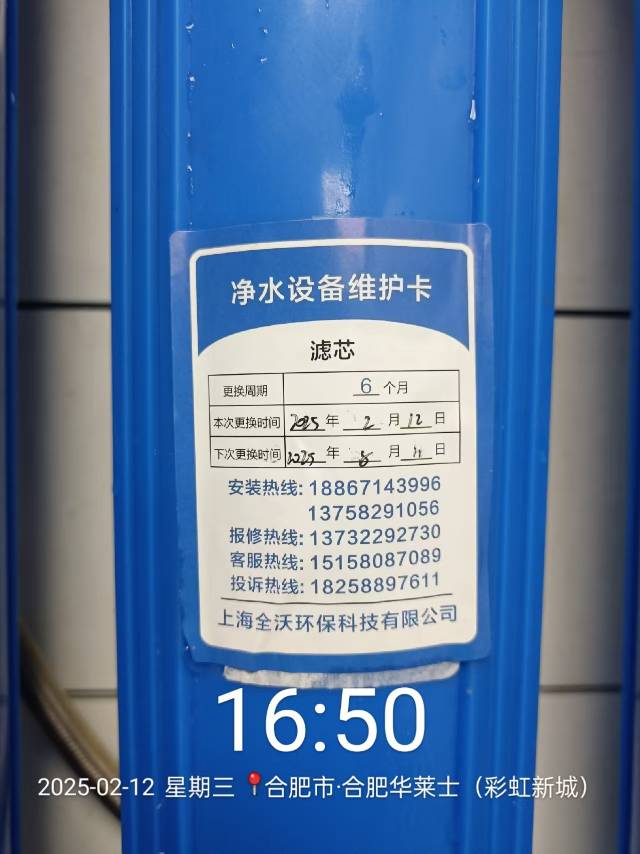 净水设备维护卡
滤芯
更换周期 6 个月
本次更换时间 2025 年 2 月 12 日
下次更换时间 2025 年 8 月 11 日
安装热线: 18867143996
13758291056
报修热线: 13732292730
客服热线: 15158087089
投诉热线: 18258897611
上海全沃环保科技有限公司
16:50
2025-02-12 星期三 📍合肥市·合肥华莱士（彩虹新城）